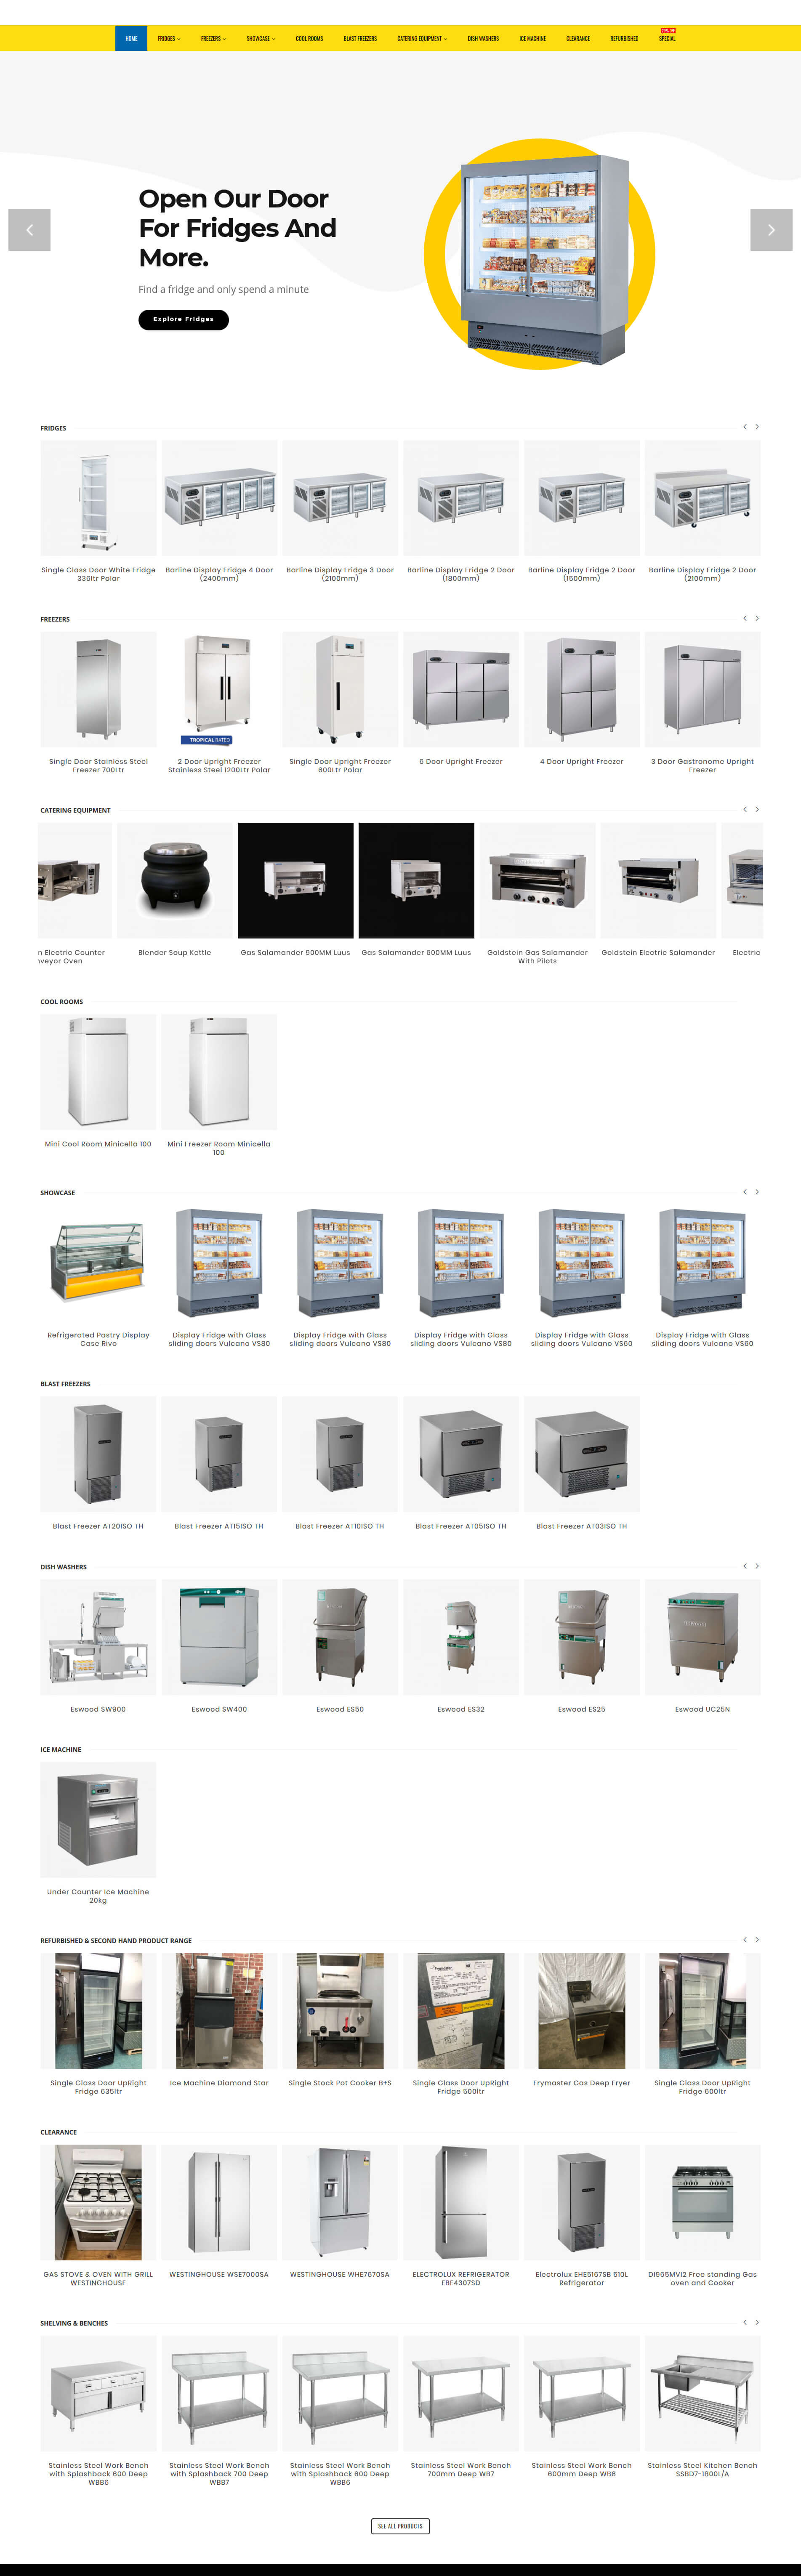 HOME FRIDGES FREEZERS SHOWCASE COOL ROOMS BLAST FREEZERS CATERING EQUIPMENT DISH WASHERS ICE MACHINE CLEARANCE REFURBISHED SPECIAL
Open Our Door
For Fridges And
More.
Find a fridge and only spend a minute
Explore Fridges
FRIDGES
Single Glass Door White Fridge
336ltr Polar
Barline Display Fridge 4 Door
(2400mm)
Barline Display Fridge 3 Door
(2100mm)
Barline Display Fridge 2 Door
(1800mm)
Barline Display Fridge 2 Door
(1500mm)
Barline Display Fridge 2 Door
(2100mm)
FREEZERS
TROPICAL RATED
Single Door Stainless Steel
Freezer 700Ltr
2 Door Upright Freezer
Stainless Steel 1200Ltr Polar
Single Door Upright Freezer
600Ltr Polar
6 Door Upright Freezer
4 Door Upright Freezer
3 Door Gastronome Upright
Freezer
CATERING EQUIPMENT
n Electric Counter
nveyor Oven
Blender Soup Kettle
Gas Salamander 900MM Luus
Gas Salamander 600MM Luus
Goldstein Gas Salamander
With Pilots
Goldstein Electric Salamander
Electric
COOL ROOMS
Mini Cool Room Minicella 100
Mini Freezer Room Minicella
100
SHOWCASE
Refrigerated Pastry Display
Case Rivo
Display Fridge with Glass
sliding doors Vulcano VS80
Display Fridge with Glass
sliding doors Vulcano VS80
Display Fridge with Glass
sliding doors Vulcano VS80
Display Fridge with Glass
sliding doors Vulcano VS60
Display Fridge with Glass
sliding doors Vulcano VS60
BLAST FREEZERS
Blast Freezer AT20ISO TH
Blast Freezer AT15ISO TH
Blast Freezer AT10ISO TH
Blast Freezer AT05ISO TH
Blast Freezer AT03ISO TH
DISH WASHERS
Eswood SW900
Eswood SW400
Eswood ES50
Eswood ES32
Eswood ES25
Eswood UC25N
ICE MACHINE
Under Counter Ice Machine
20kg
REFURBISHED & SECOND HAND PRODUCT RANGE
Single Glass Door UpRight
Fridge 635ltr
Ice Machine Diamond Star
Single Stock Pot Cooker B+S
Single Glass Door UpRight
Fridge 500ltr
Frymaster Gas Deep Fryer
Single Glass Door UpRight
Fridge 600ltr
CLEARANCE
GAS STOVE & OVEN WITH GRILL
WESTINGHOUSE
WESTINGHOUSE WSE7000SA
WESTINGHOUSE WHE7670SA
ELECTROLUX REFRIGERATOR
EBE4307SD
Electrolux EHE5167SB 510L
Refrigerator
DI965MVI2 Free standing Gas
oven and Cooker
SHELVING & BENCHES
Stainless Steel Work Bench
with Splashback 600 Deep
WBB6
Stainless Steel Work Bench
with Splashback 700 Deep
WBB7
Stainless Steel Work Bench
with Splashback 600 Deep
WBB6
Stainless Steel Work Bench
700mm Deep WB7
Stainless Steel Work Bench
600mm Deep WB6
Stainless Steel Kitchen Bench
SSBD7-1800L/A
SEE ALL PRODUCTS